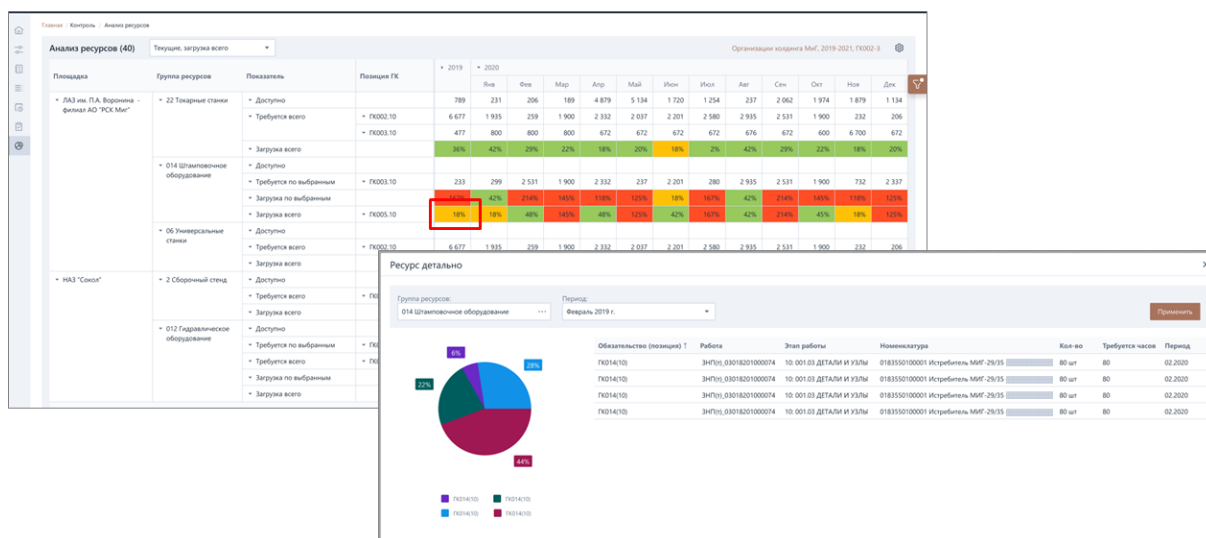 Главная / Контроль / Анализ ресурсов
Анализ ресурсов (40) Текущие, загрузка всего Организации холдинга МиГ, 2019-2021, ГК002-3
Площадка Группа ресурсов Показатель Позиция ГК 2019 2020
Янв Фев Мар Апр Май Июн Июл Авг Сен Окт Ноя Дек
ЛАЗ им. П.А. Воронина – 22 Токарные станки Доступно 789 231 206 189 4 879 5 134 1 720 1 254 237 2 062 1 974 1 879 1 134
филиал АО "РСК Миг"
Требуется всего ГК002.10 6 677 1 935 259 1 900 2 332 2 037 2 201 2 580 2 935 2 531 1 900 232 206
ГК003.10 477 800 800 800 672 672 672 672 676 672 600 6 700 672
Загрузка всего 36% 42% 29% 22% 18% 20% 18% 2% 42% 29% 22% 18% 20%
014 Штамповочное Доступно
оборудование
Требуется по выбранным ГК003.10 233 299 2 531 1 900 2 332 237 2 201 280 2 935 2 531 1 900 732 2 337
Загрузка по выбранным 167% 42% 214% 145% 118% 125% 18% 167% 42% 214% 145% 118% 125%
Загрузка всего ГК005.10 18% 18% 48% 145% 48% 125% 42% 167% 42% 214% 45% 18% 125%
06 Универсальные Доступно
станки
Требуется всего ГК002.10 6 677 1 935 259 1 900 2 332 2 037 2 201 2 580 2 935 2 531 1 900 232 206
Загрузка всего
НАЗ "Сокол" 2 Сборочный стенд Доступно
Требуется всего
Загрузка всего
012 Гидравлическое Доступно
оборудование
Требуется по выбранным
Требуется всего
Загрузка по выбранным
Загрузка всего
Ресурс детально
Группа ресурсов: Период:
014 Штамповочное оборудование ... Февраль 2019 г. Применить
Обязательство (позиция) ↑ Работа Этап работы Номенклатура Кол-во Требуется часов Период
ГК014(10) ЗНП(п)_03018201000074 10: 001.03 ДЕТАЛИ И УЗЛЫ 0183550100001 Истребитель МИГ-29/35 80 шт 80 02.2020
ГК014(10) ЗНП(п)_03018201000074 10: 001.03 ДЕТАЛИ И УЗЛЫ 0183550100001 Истребитель МИГ-29/35 80 шт 80 02.2020
ГК014(10) ЗНП(п)_03018201000074 10: 001.03 ДЕТАЛИ И УЗЛЫ 0183550100001 Истребитель МИГ-29/35 80 шт 80 02.2020
ГК014(10) ЗНП(п)_03018201000074 10: 001.03 ДЕТАЛИ И УЗЛЫ 0183550100001 Истребитель МИГ-29/35 80 шт 80 02.2020
6%
28%
22%
44%
ГК014(10) ГК014(10)
ГК014(10) ГК014(10)